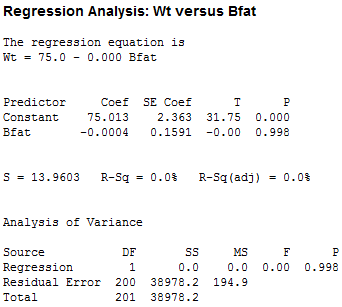 Regression Analysis: Wt versus Bfat
The regression equation is
Wt = 75.0 - 0.000 Bfat
Predictor Coef SE Coef T P
Constant 75.013 2.363 31.75 0.000
Bfat -0.0004 0.1591 -0.00 0.998
S = 13.9603 R-Sq = 0.0% R-Sq(adj) = 0.0%
Analysis of Variance
Source DF SS MS F P
Regression 1 0.0 0.0 0.00 0.998
Residual Error 200 38978.2 194.9
Total 201 38978.2